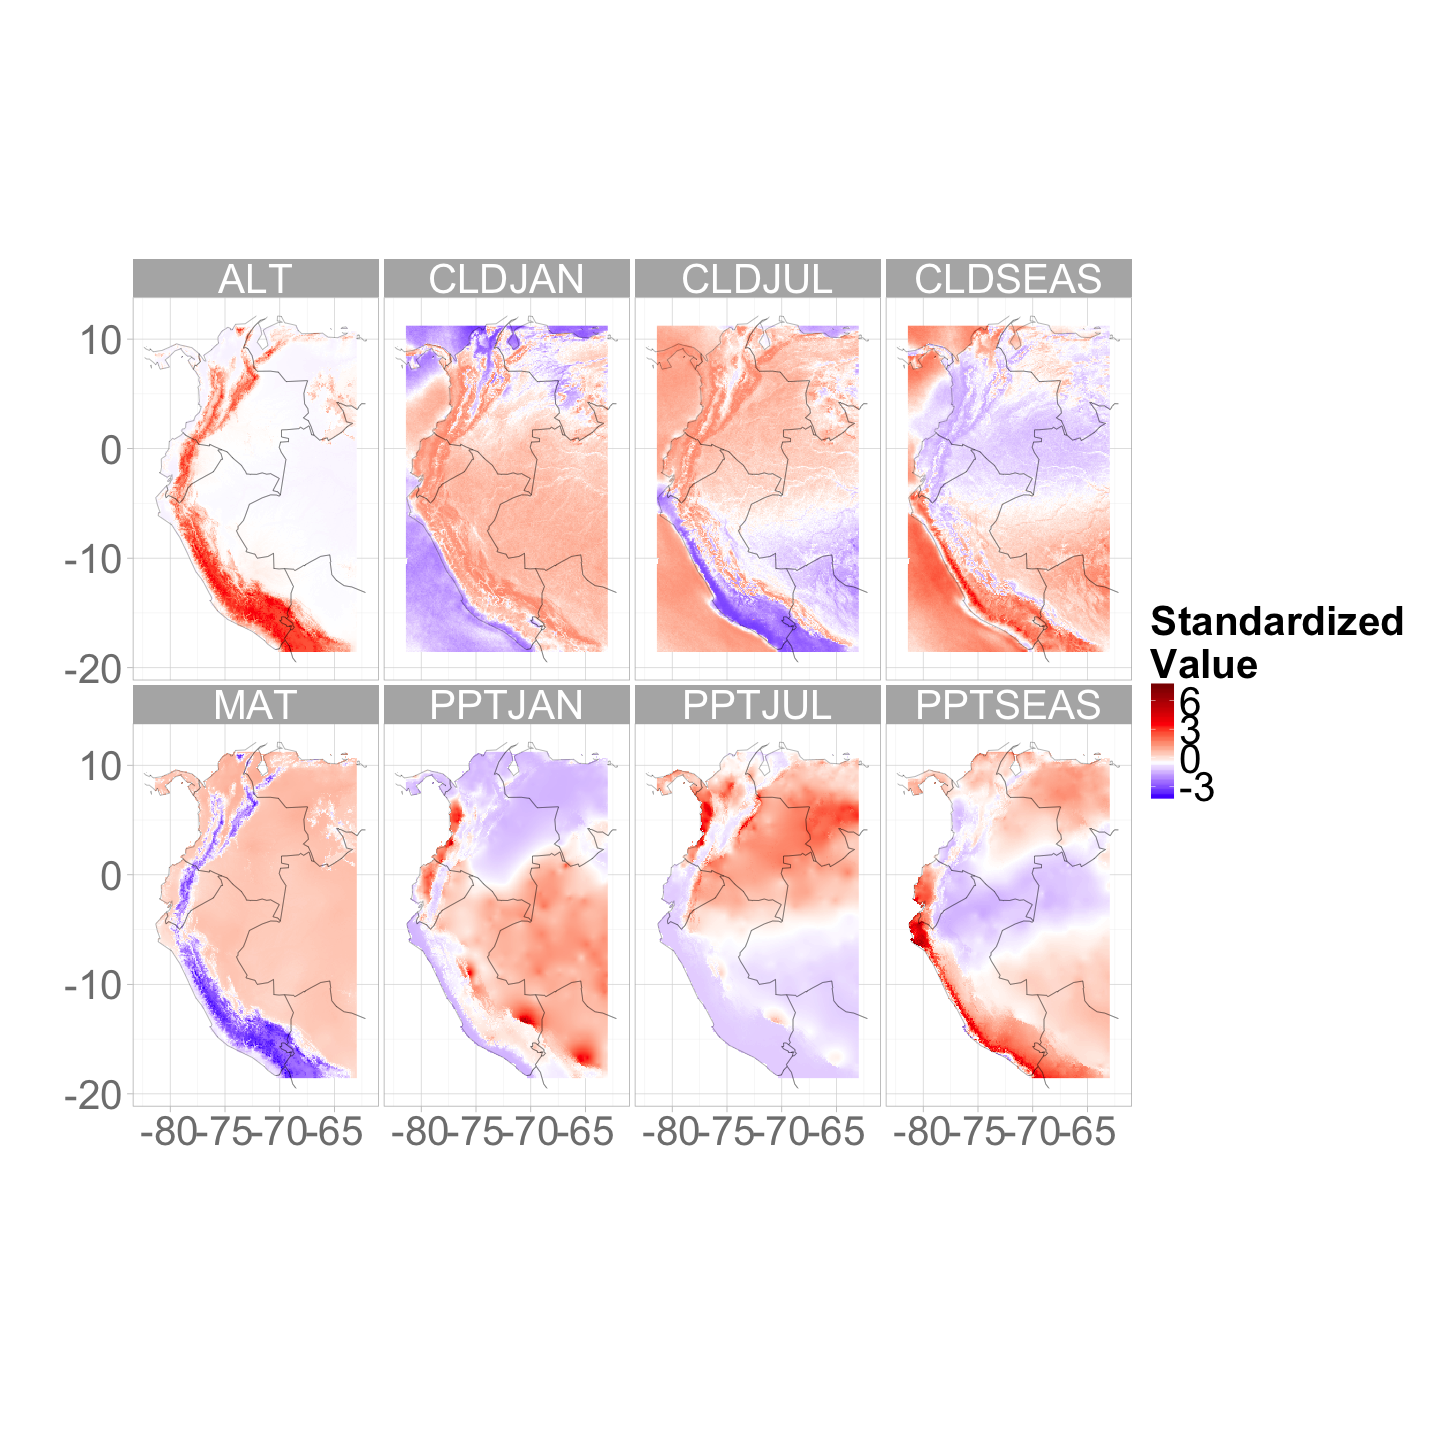 ALT CLDJAN CLDJUL CLDSEAS
10
0
-10
-20
MAT PPTJAN PPTJUL PPTSEAS
10
0
-10
-20
-80 -75 -70 -65 -80 -75 -70 -65 -80 -75 -70 -65 -80 -75 -70 -65
Standardized
Value
6
3
0
-3